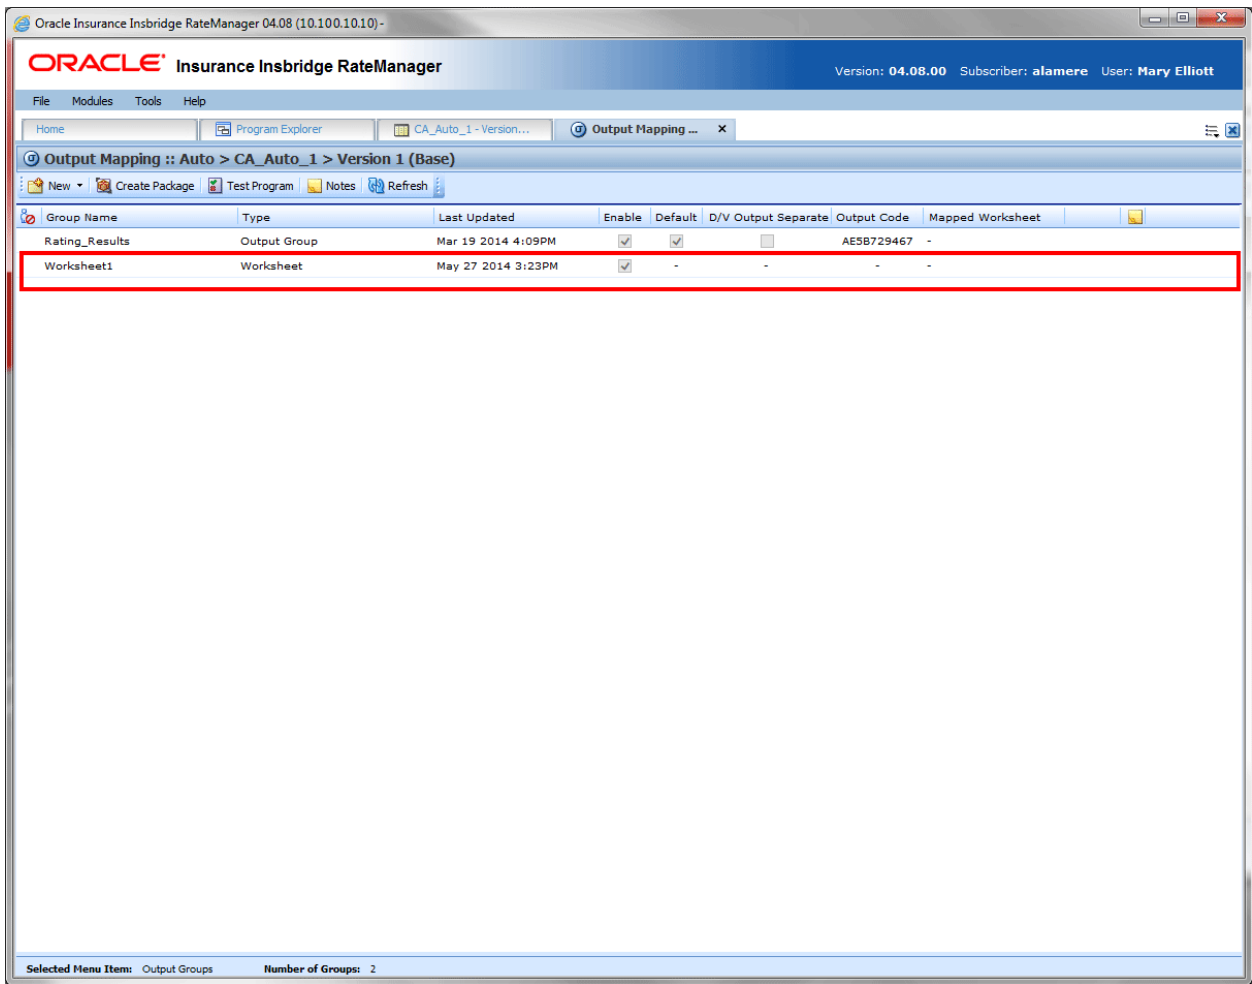 Oracle Insurance Insbridge RateManager 04.08 (10.100.10.10) -
ORACLE Insurance Insbridge RateManager
Version: 04.08.00 Subscriber: alamere User: Mary Elliott
File Modules Tools Help
Home Program Explorer CA_Auto_1 - Version... Output Mapping ... x
Output Mapping :: Auto > CA_Auto_1 > Version 1 (Base)
New Create Package Test Program Notes Refresh
Group Name Type Last Updated Enable Default D/V Output Separate Output Code Mapped Worksheet
Rating_Results Output Group Mar 19 2014 4:09PM AE5B729467 -
Worksheet1 Worksheet May 27 2014 3:23PM - - - -
Selected Menu Item: Output Groups Number of Groups: 2